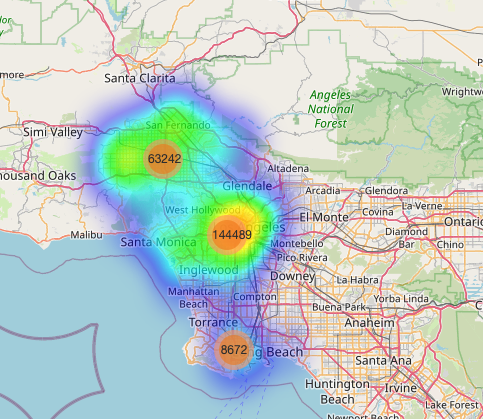 Santa Clarita
Wrightwo
Angeles
National
Forest
San Fernando
Simi Valley
63242
housand Oaks
Altadena
Glendale
Arcadia
Glendora
La Verne
West Hollywood
Covina
El Monte
Ontario
Malibu
144489
geles
Diamond
Bar
Santa Monica
Montebello
Chino
Pico Rivera
Inglewood
Downey
La Habra
Manhattan
Beach
Compton
Yorba Linda
Buena Park
Torrance
Anaheim
8672
g Beach
Santa Ana
Huntington
Beach
Irvine
Lake Forest
Newport Beach